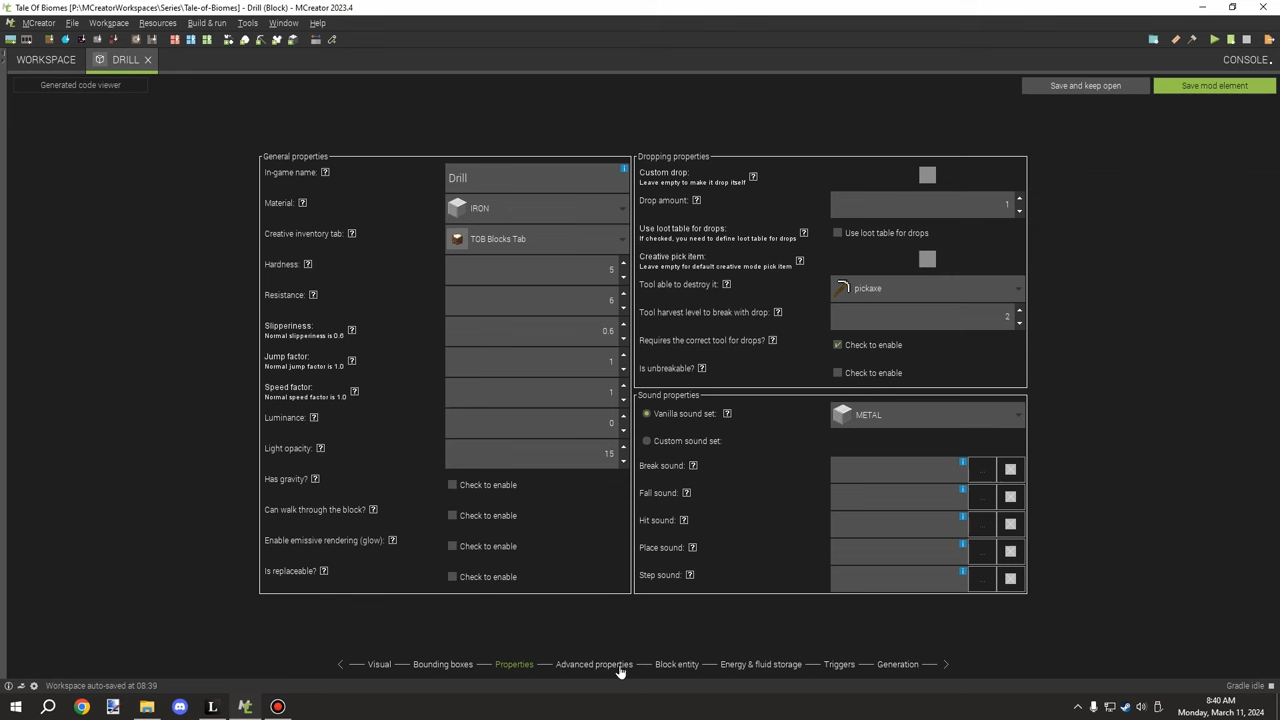 Tale Of Biomes [P:\MCreatorWorkspaces\Series\Tale-of-Biomes] - Drill (Block) - MCreator 2023.4
MCreator File Workspace Resources Build & run Tools Window Help
WORKSPACE DRILL CONSOLE
Generated code viewer Save and keep open Save mod element
General properties
In-game name: ? Drill i
Material: ? IRON
Creative inventory tab: ? TOB Blocks Tab
Hardness: ? 5
Resistance: ? 6
Slipperiness: ? 0.6
Normal slipperiness is 0.6
Jump factor: ? 1
Normal jump factor is 1.0
Speed factor: ? 1
Normal speed factor is 1.0
Luminance: ? 0
Light opacity: ? 15
Has gravity? ? Check to enable
Can walk through the block? ? Check to enable
Enable emissive rendering (glow): ? Check to enable
Is replaceable? ? Check to enable
Dropping properties
Custom drop: ?
Leave empty to make it drop itself
Drop amount: ? 1
Use loot table for drops: ? Use loot table for drops
If checked, you need to define loot table for drops
Creative pick item: ?
Leave empty for default creative mode pick item
Tool able to destroy it: ? pickaxe
Tool harvest level to break with drop: ? 2
Requires the correct tool for drops? ? Check to enable
Is unbreakable? ? Check to enable
Sound properties
Vanilla sound set: ? METAL
Custom sound set:
Break sound: ? i ...
Fall sound: ? i ...
Hit sound: ? i ...
Place sound: ? i ...
Step sound: ? i ...
Visual Bounding boxes Properties Advanced properties Block entity Energy & fluid storage Triggers Generation
Workspace auto-saved at 08:39 Gradle idle
8:40 AM
Monday, March 11, 2024